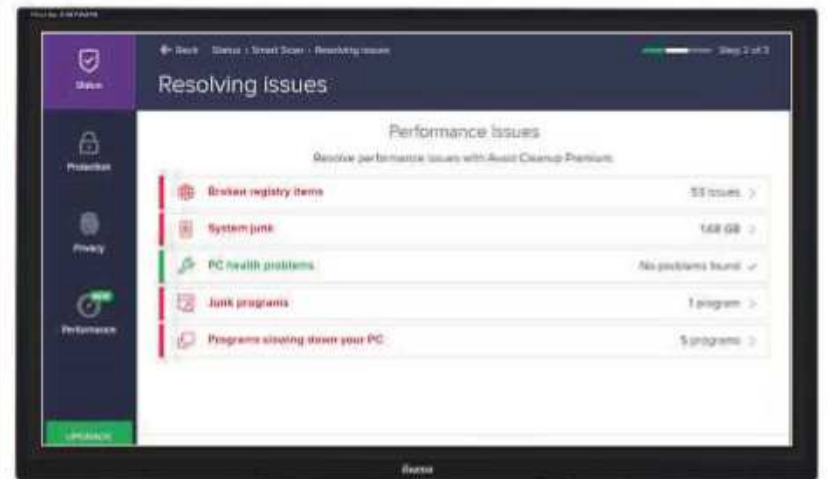 Back Status › Smart Scan › Resolving issues
Step 2 of 3
Resolving issues
Status
Protection
Privacy
NEW
Performance
UPGRADE
Performance Issues
Resolve performance issues with Avast Cleanup Premium.
Broken registry items 53 issues
System junk 1.68 GB
PC health problems No problems found
Junk programs 1 program
Programs slowing down your PC 5 programs
iiyama